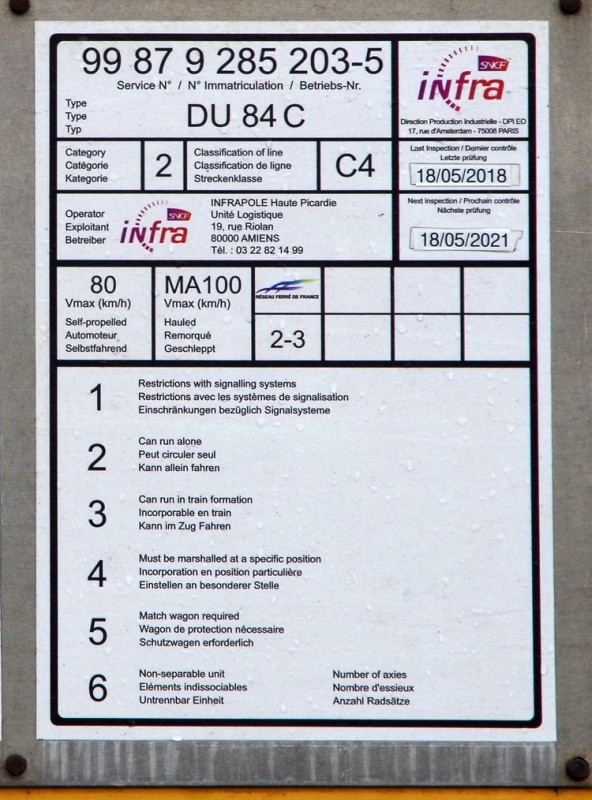 99 87 9 285 203-5
Service N° / N° Immatriculation / Betriebs-Nr.
Type
Type
Typ
DU 84 C
SNCF
infra
Direction Production Industrielle - DPI EO
17, rue d'Amsterdam - 75008 PARIS
Category
Catégorie
Kategorie
2
Classification of line
Classification de ligne
Streckenklasse
C4
Last Inspection / Dernier contrôle
Letzte prüfung
18/05/2018
Operator
Exploitant
Betreiber
SNCF
infra
INFRAPOLE Haute Picardie
Unité Logistique
19, rue Riolan
80000 AMIENS
Tél. : 03 22 82 14 99
Next inspection / Prochain contrôle
Nächste prüfung
18/05/2021
80
Vmax (km/h)
Self-propelled
Automoteur
Selbstfahrend
MA100
Vmax (km/h)
Hauled
Remorqué
Geschleppt
RÉSEAU FERRÉ DE FRANCE
2-3
1
Restrictions with signalling systems
Restrictions avec les systèmes de signalisation
Einschränkungen bezüglich Signalsysteme
2
Can run alone
Peut circuler seul
Kann allein fahren
3
Can run in train formation
Incorporable en train
Kann im Zug Fahren
4
Must be marshalled at a specific position
Incorporation en position particulière
Einstellen an besonderer Stelle
5
Match wagon required
Wagon de protection nécessaire
Schutzwagen erforderlich
6
Non-separable unit
Eléments indissociables
Untrennbar Einheit
Number of axies
Nombre d'essieux
Anzahl Radsätze